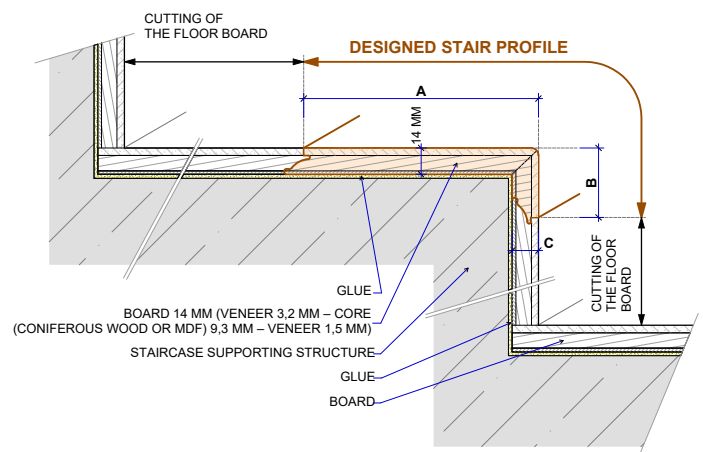 CUTTING OF
THE FLOOR BOARD
DESIGNED STAIR PROFILE
A
14 MM
B
C
CUTTING OF
THE FLOOR
BOARD
GLUE
BOARD 14 MM (VENEER 3,2 MM – CORE
(CONIFEROUS WOOD OR MDF) 9,3 MM – VENEER 1,5 MM)
STAIRCASE SUPPORTING STRUCTURE
GLUE
BOARD